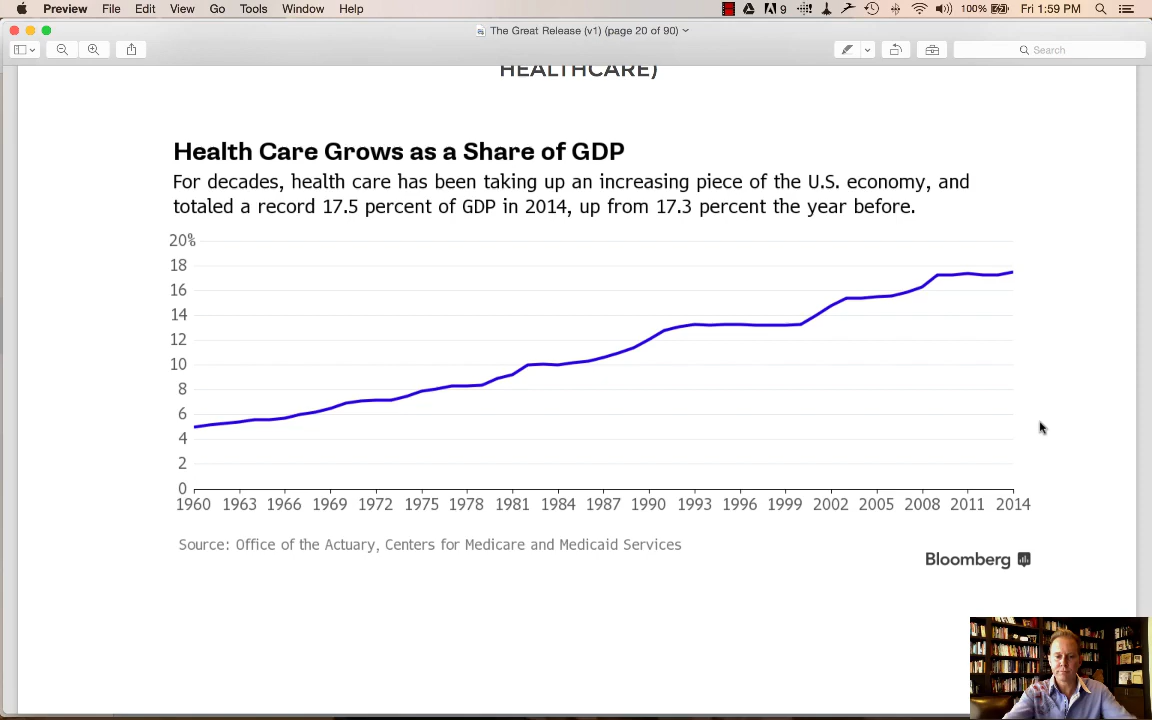 Preview File Edit View Go Tools Window Help 9 100% Fri 1:59 PM
The Great Release (v1) (page 20 of 90)
Search
HEALTHCARE)
Health Care Grows as a Share of GDP
For decades, health care has been taking up an increasing piece of the U.S. economy, and
totaled a record 17.5 percent of GDP in 2014, up from 17.3 percent the year before.
20%
18
16
14
12
10
8
6
4
2
0
1960 1963 1966 1969 1972 1975 1978 1981 1984 1987 1990 1993 1996 1999 2002 2005 2008 2011 2014
Source: Office of the Actuary, Centers for Medicare and Medicaid Services
Bloomberg